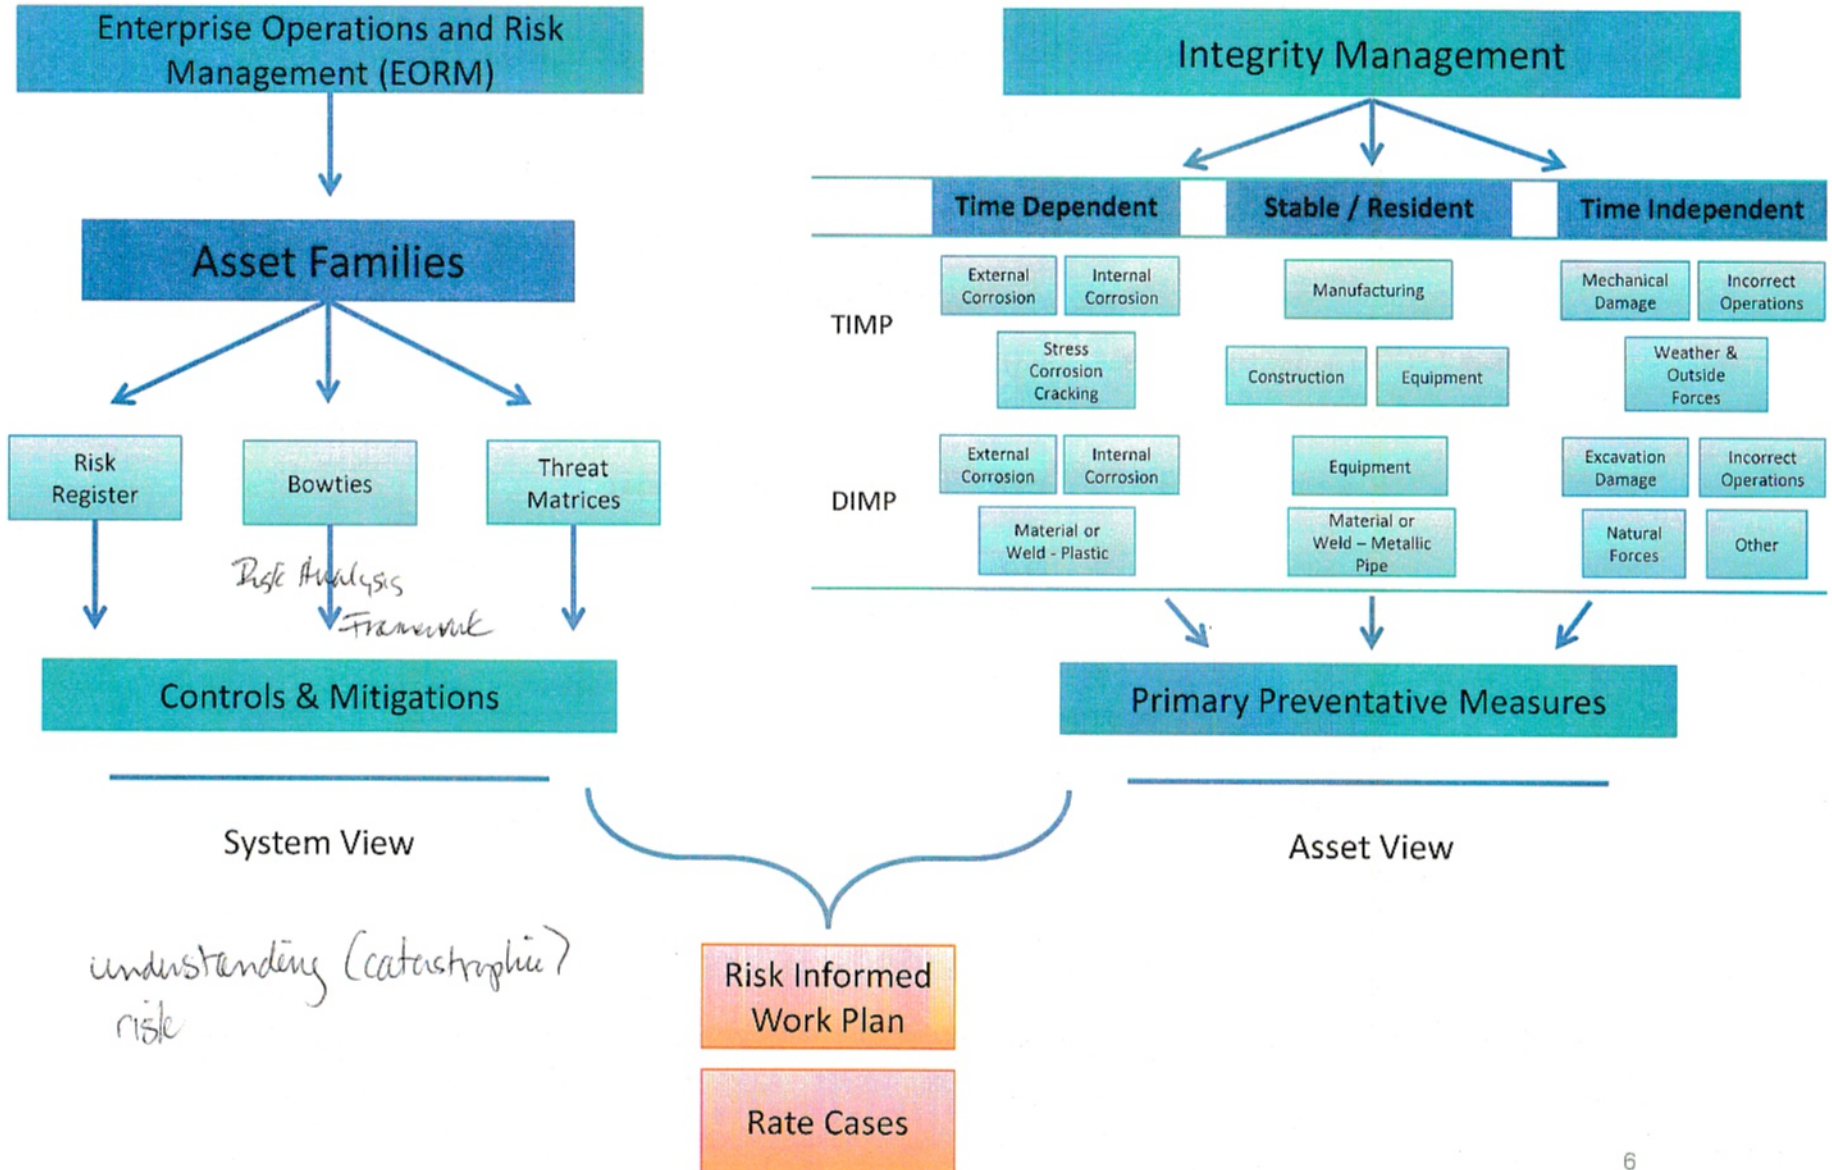 Enterprise Operations and Risk
Management (EORM)
Asset Families
Risk
Register
Bowties
Threat
Matrices
Risk Analysis
Framework
Controls & Mitigations
System View
understanding (catastrophic)
risk
Integrity Management
Time Dependent
Stable / Resident
Time Independent
TIMP
External
Corrosion
Internal
Corrosion
Stress
Corrosion
Cracking
Manufacturing
Construction
Equipment
Mechanical
Damage
Incorrect
Operations
Weather &
Outside
Forces
DIMP
External
Corrosion
Internal
Corrosion
Material or
Weld - Plastic
Equipment
Material or
Weld – Metallic
Pipe
Excavation
Damage
Incorrect
Operations
Natural
Forces
Other
Primary Preventative Measures
Asset View
Risk Informed
Work Plan
Rate Cases
6